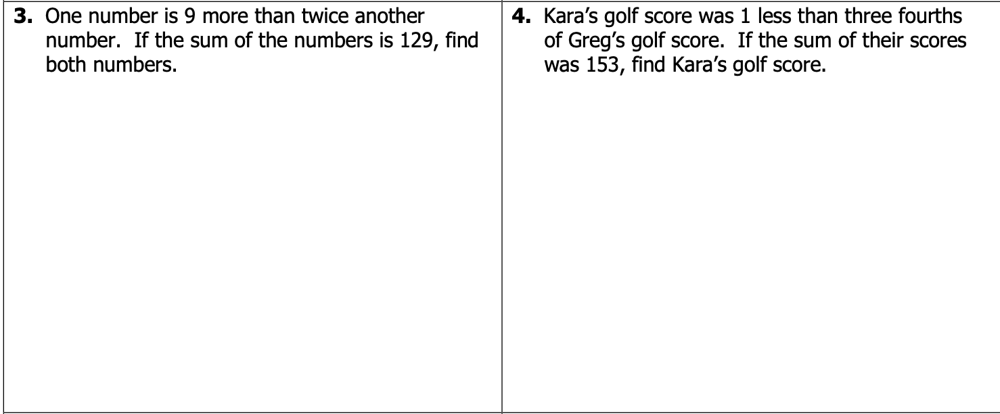 3. One number is 9 more than twice another
number. If the sum of the numbers is 129, find
both numbers.
4. Kara’s golf score was 1 less than three fourths
of Greg’s golf score. If the sum of their scores
was 153, find Kara’s golf score.